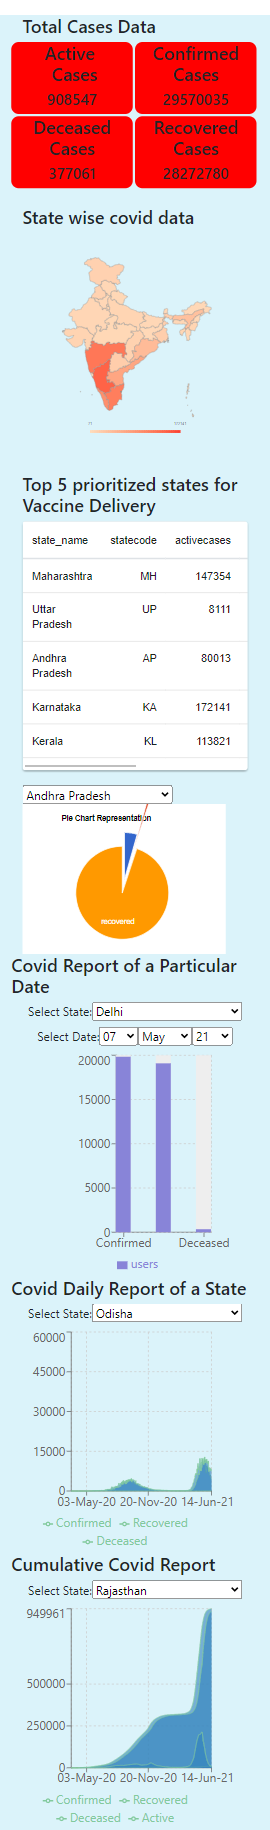 Total Cases Data
Active
Cases
908547
Confirmed
Cases
29570035
Deceased
Cases
377061
Recovered
Cases
28272780
State wise covid data
Top 5 prioritized states for
Vaccine Delivery
state_name statecode activecases
Maharashtra MH 147354
Uttar
Pradesh UP 8111
Andhra
Pradesh AP 80013
Karnataka KA 172141
Kerala KL 113821
Andhra Pradesh
Pie Chart Representation
recovered
Covid Report of a Particular
Date
Select State: Delhi
Select Date: 07 May 21
20000
15000
10000
5000
0
Confirmed Deceased
users
Covid Daily Report of a State
Select State: Odisha
60000
45000
30000
15000
0
03-May-20 20-Nov-20 14-Jun-21
Confirmed Recovered
Deceased
Cumulative Covid Report
Select State: Rajasthan
949961
500000
250000
0
03-May-20 20-Nov-20 14-Jun-21
Confirmed Recovered
Deceased Active